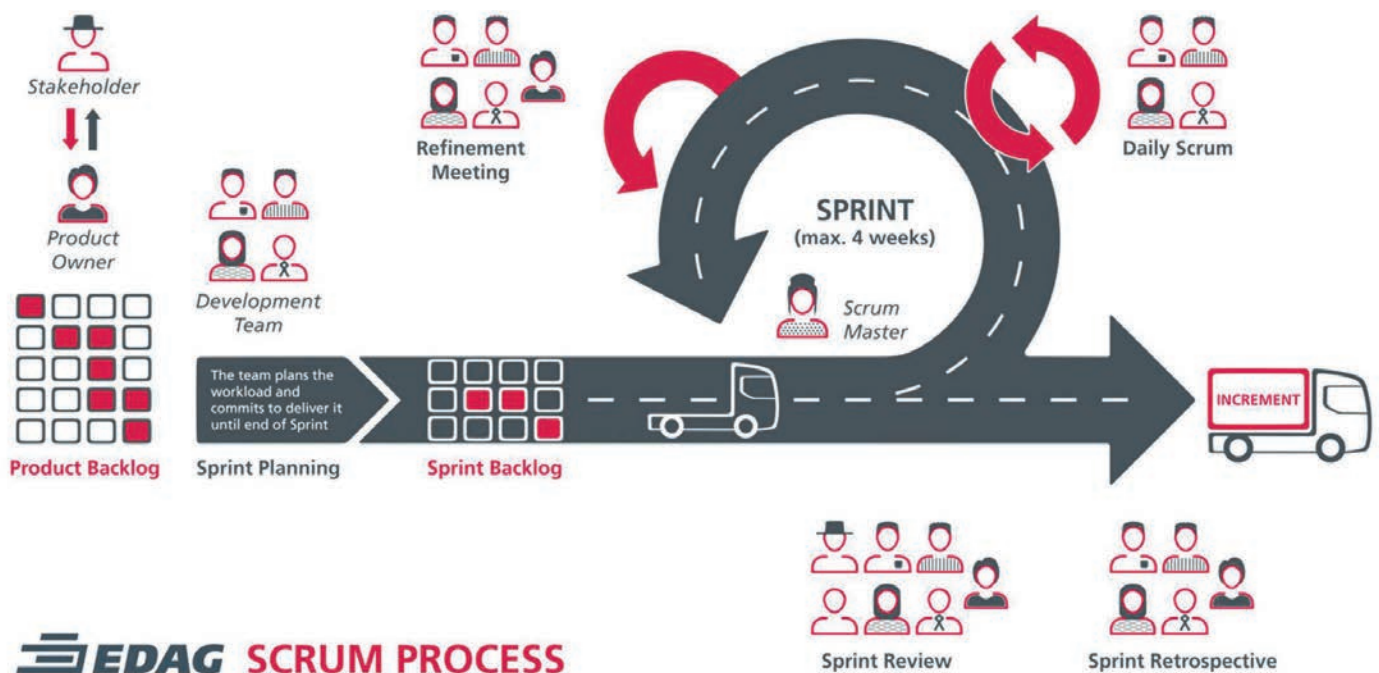 Stakeholder
Product
Owner
Product Backlog
Development
Team
The team plans the
workload and
commits to deliver it
until end of Sprint
Sprint Planning
Sprint Backlog
Refinement
Meeting
SPRINT
(max. 4 weeks)
Scrum
Master
Daily Scrum
INCREMENT
Sprint Review
Sprint Retrospective
EDAG SCRUM PROCESS